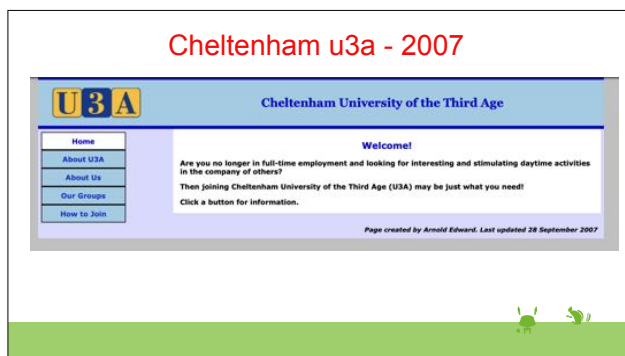 Cheltenham u3a - 2007
U3A
Cheltenham University of the Third Age
Home
About U3A
About Us
Our Groups
How to Join
Welcome!
Are you no longer in full-time employment and looking for interesting and stimulating daytime activities
in the company of others?
Then joining Cheltenham University of the Third Age (U3A) may be just what you need!
Click a button for information.
Page created by Arnold Edward. Last updated 28 September 2007